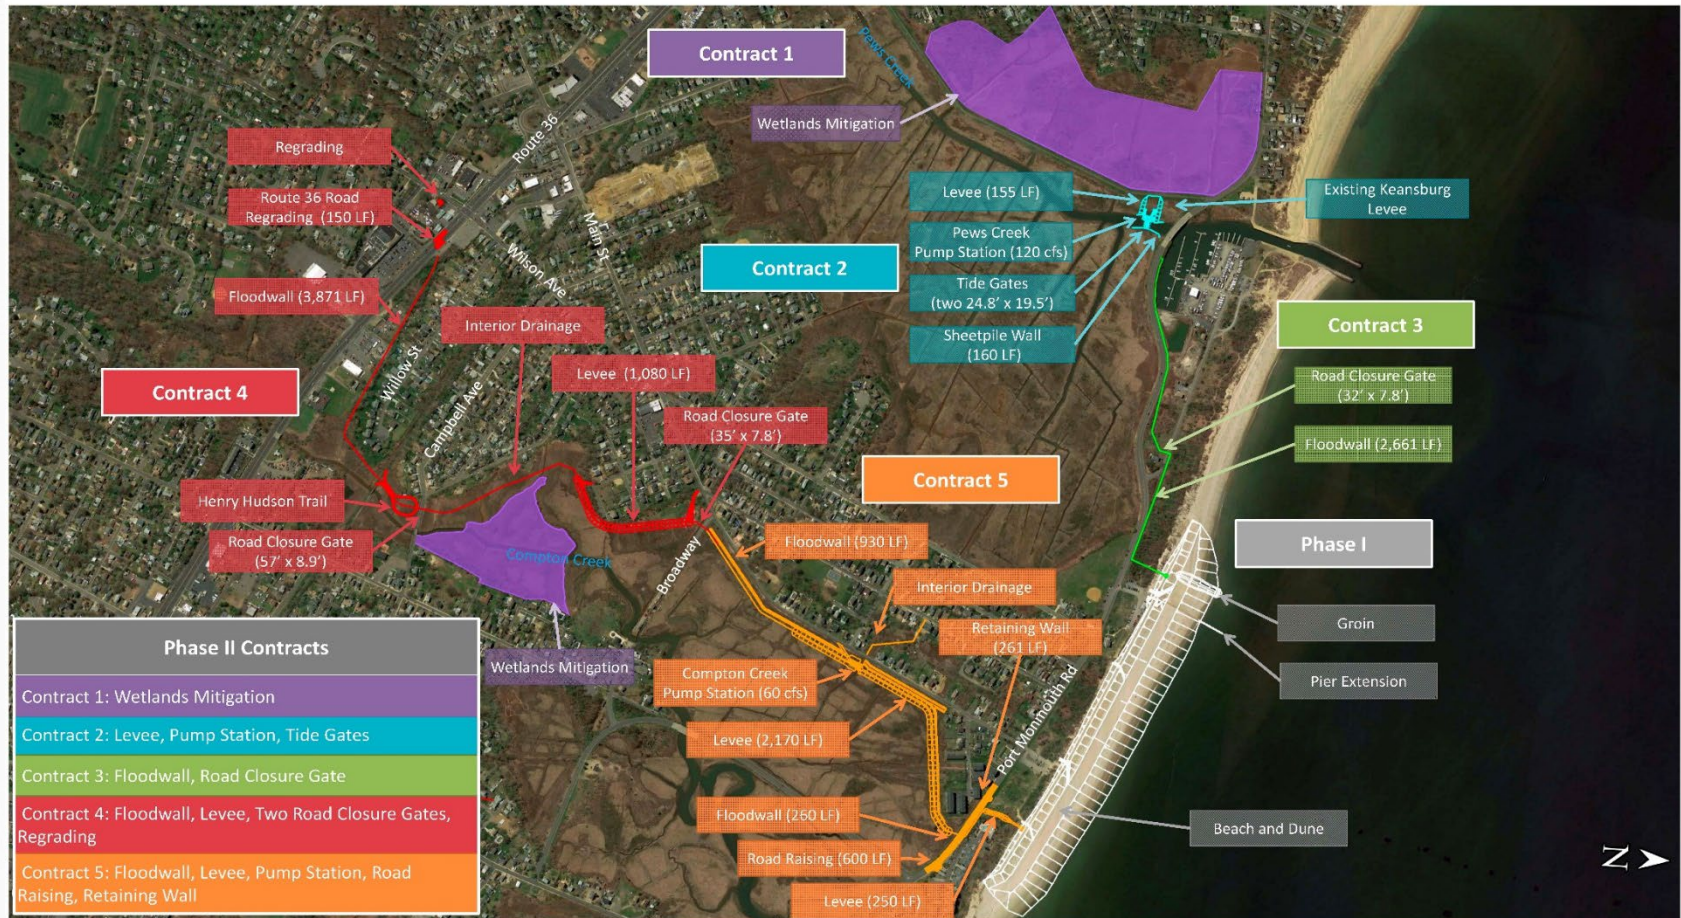 Contract 1
Pews Creek
Wetlands Mitigation
Route 36
Regrading
Route 36 Road
Regrading (150 LF)
Main St
Wilson Ave
Floodwall (3,871 LF)
Interior Drainage
Willow St
Levee (1,080 LF)
Contract 4
Campbell Ave
Road Closure Gate
(35' x 7.8')
Henry Hudson Trail
Road Closure Gate
(57' x 8.9')
Compton Creek
Wetlands Mitigation
Broadway
Contract 2
Levee (155 LF)
Pews Creek
Pump Station (120 cfs)
Tide Gates
(two 24.8' x 19.5')
Sheetpile Wall
(160 LF)
Existing Keansburg
Levee
Contract 3
Road Closure Gate
(32' x 7.8')
Floodwall (2,661 LF)
Contract 5
Floodwall (930 LF)
Interior Drainage
Retaining Wall
(261 LF)
Compton Creek
Pump Station (60 cfs)
Levee (2,170 LF)
Port Monmouth Rd
Floodwall (260 LF)
Road Raising (600 LF)
Levee (250 LF)
Phase I
Groin
Pier Extension
Beach and Dune
Phase II Contracts
Contract 1: Wetlands Mitigation
Contract 2: Levee, Pump Station, Tide Gates
Contract 3: Floodwall, Road Closure Gate
Contract 4: Floodwall, Levee, Two Road Closure Gates,
Regrading
Contract 5: Floodwall, Levee, Pump Station, Road
Raising, Retaining Wall
N